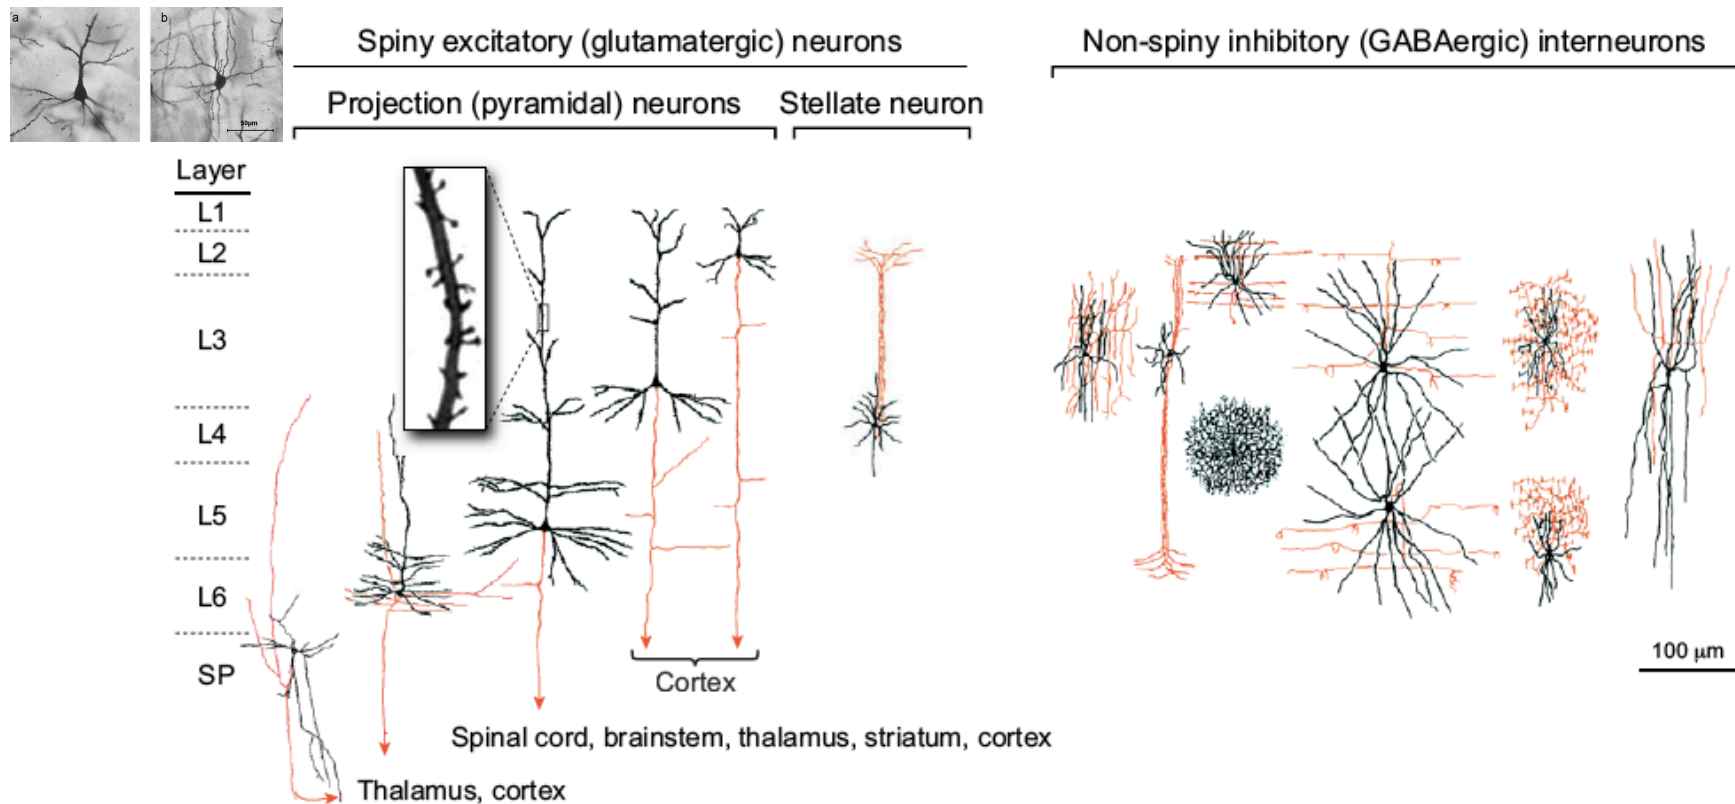 a
b
50µm
Spiny excitatory (glutamatergic) neurons
Non-spiny inhibitory (GABAergic) interneurons
Projection (pyramidal) neurons
Stellate neuron
Layer
L1
L2
L3
L4
L5
L6
SP
100 µm
Cortex
Spinal cord, brainstem, thalamus, striatum, cortex
Thalamus, cortex